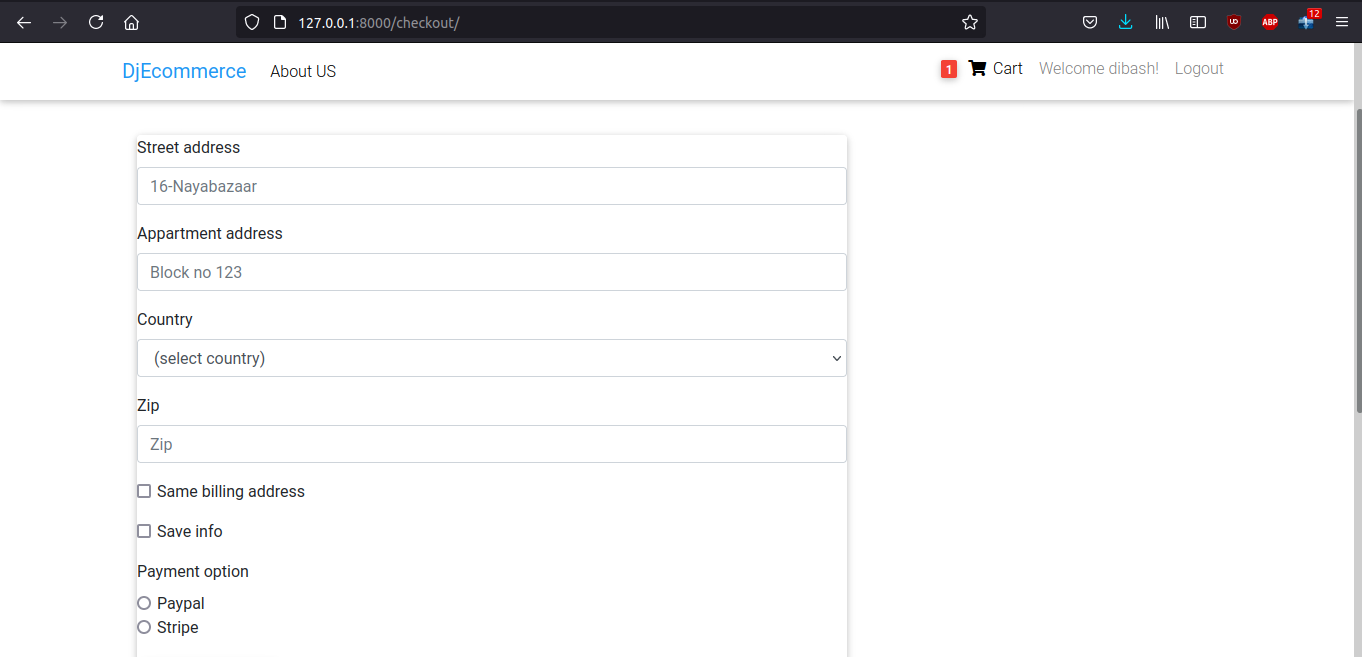 127.0.0.1:8000/checkout/
UD
ABP
12
DjEcommerce About US
1 Cart Welcome dibash! Logout
Street address
16-Nayabazaar
Appartment address
Block no 123
Country
(select country)
Zip
Zip
Same billing address
Save info
Payment option
Paypal
Stripe